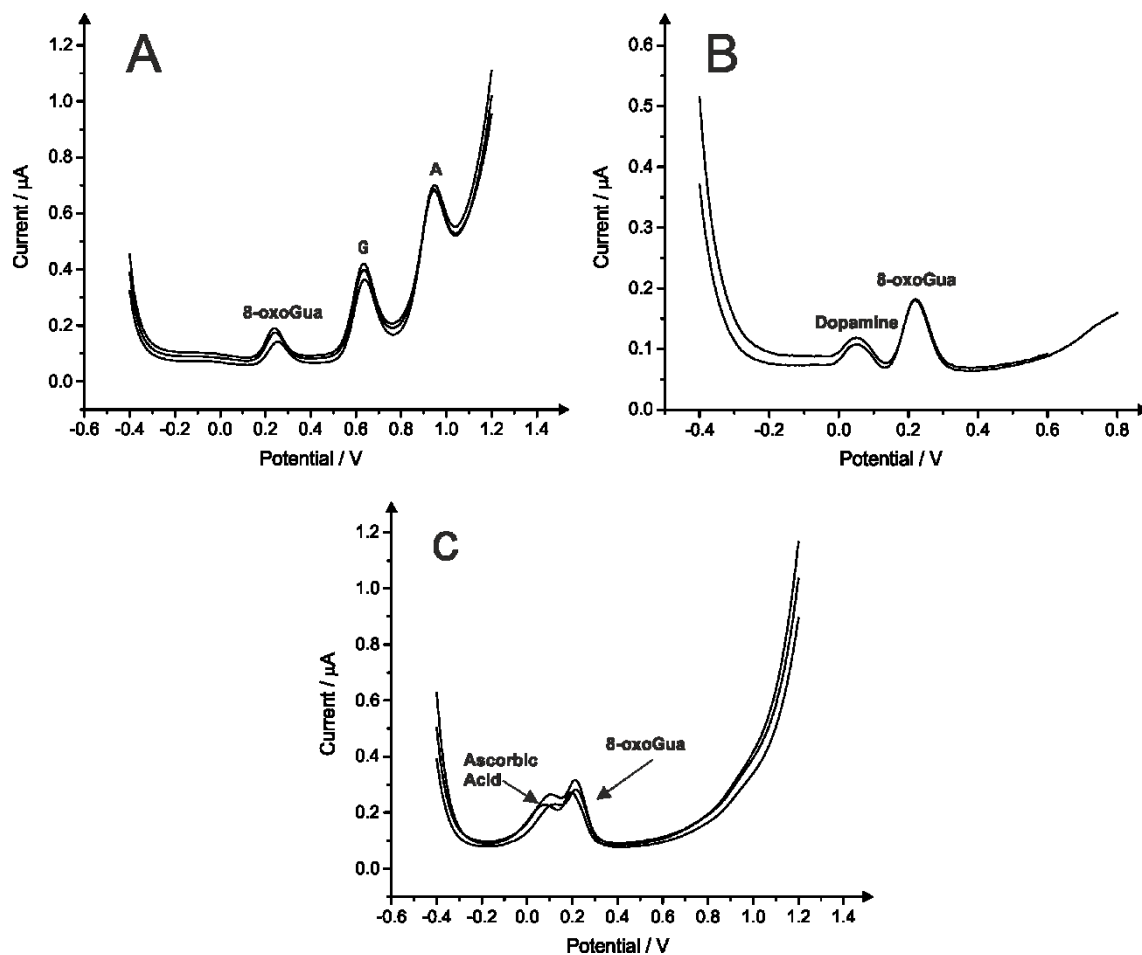 A
1.2
1.0
0.8
0.6
0.4
0.2
0.0
Current / μA
8-oxoGua
G
A
-0.6 -0.4 -0.2 0.0 0.2 0.4 0.6 0.8 1.0 1.2 1.4
Potential / V
B
0.6
0.5
0.4
0.3
0.2
0.1
0.0
Current / μA
Dopamine
8-oxoGua
-0.4 -0.2 0.0 0.2 0.4 0.6 0.8
Potential / V
C
1.2
1.0
0.8
0.6
0.4
0.2
0.0
Current / μA
Ascorbic
Acid
8-oxoGua
-0.6 -0.4 -0.2 0.0 0.2 0.4 0.6 0.8 1.0 1.2 1.4
Potential / V